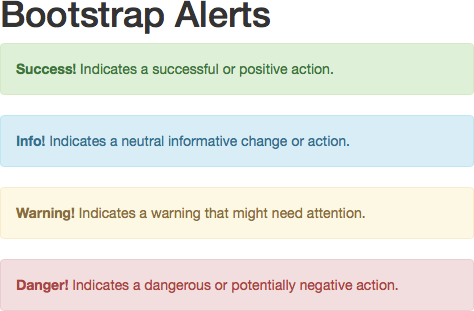 Bootstrap Alerts
Success! Indicates a successful or positive action.
Info! Indicates a neutral informative change or action.
Warning! Indicates a warning that might need attention.
Danger! Indicates a dangerous or potentially negative action.